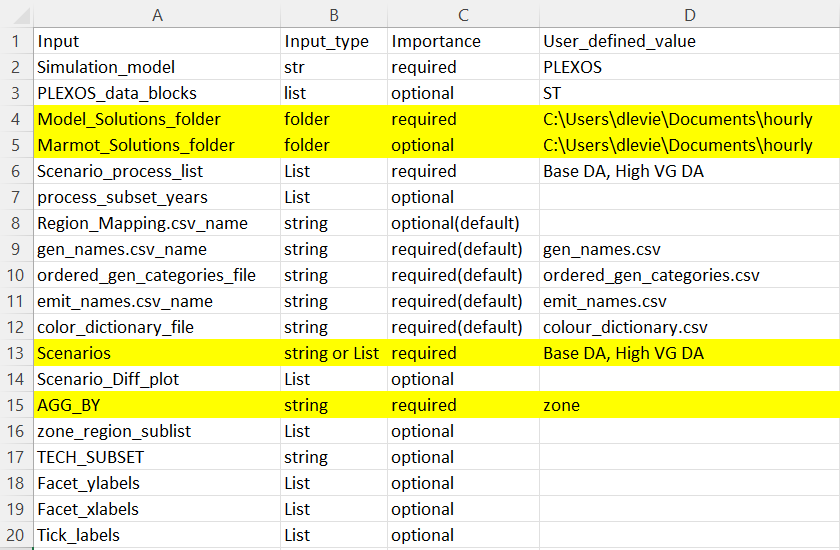 A B C D
1 Input Input_type Importance User_defined_value
2 Simulation_model str required PLEXOS
3 PLEXOS_data_blocks list optional ST
4 Model_Solutions_folder folder required C:\Users\dlevie\Documents\hourly
5 Marmot_Solutions_folder folder optional C:\Users\dlevie\Documents\hourly
6 Scenario_process_list List required Base DA, High VG DA
7 process_subset_years List optional
8 Region_Mapping.csv_name string optional(default)
9 gen_names.csv_name string required(default) gen_names.csv
10 ordered_gen_categories_file string required(default) ordered_gen_categories.csv
11 emit_names.csv_name string required(default) emit_names.csv
12 color_dictionary_file string required(default) colour_dictionary.csv
13 Scenarios string or List required Base DA, High VG DA
14 Scenario_Diff_plot List optional
15 AGG_BY string required zone
16 zone_region_sublist List optional
17 TECH_SUBSET string optional
18 Facet_ylabels List optional
19 Facet_xlabels List optional
20 Tick_labels List optional